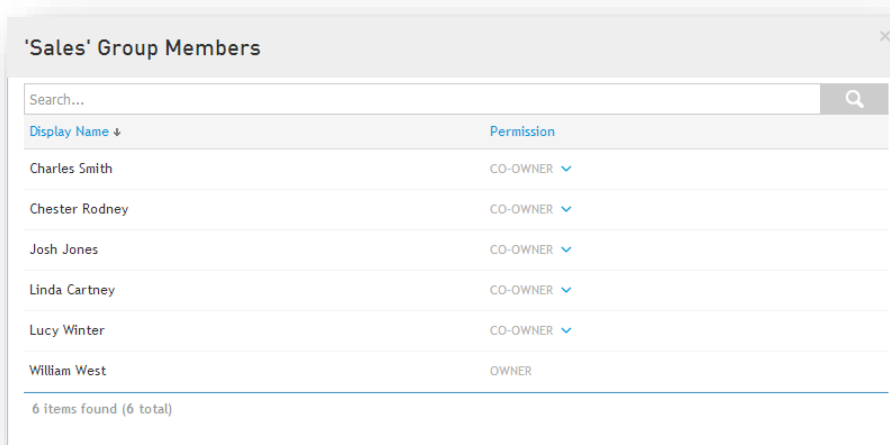 'Sales' Group Members
Search...
Display Name Permission
Charles Smith CO-OWNER
Chester Rodney CO-OWNER
Josh Jones CO-OWNER
Linda Cartney CO-OWNER
Lucy Winter CO-OWNER
William West OWNER
6 items found (6 total)